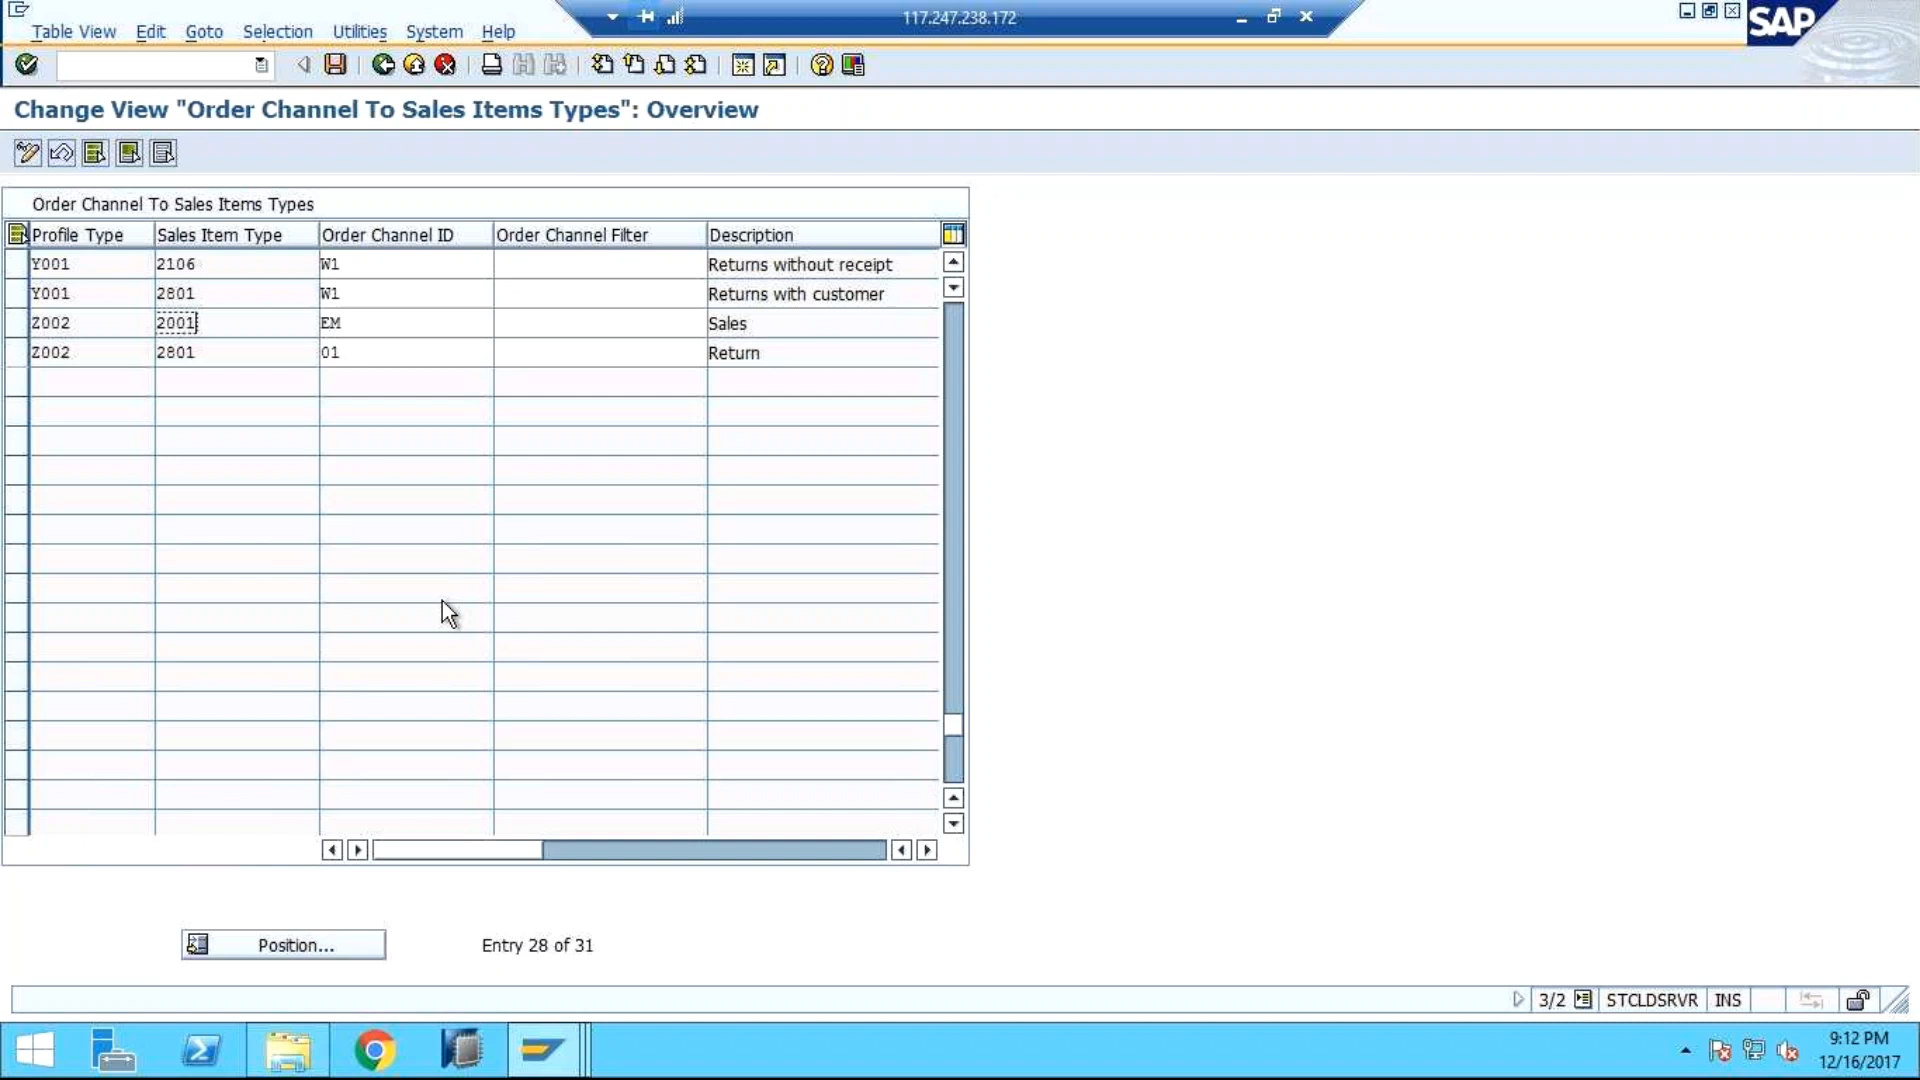 117.247.238.172
SAP
Table View Edit Goto Selection Utilities System Help
Change View "Order Channel To Sales Items Types": Overview
Order Channel To Sales Items Types
Profile Type Sales Item Type Order Channel ID Order Channel Filter Description
Y001 2106 W1 Returns without receipt
Y001 2801 W1 Returns with customer
Z002 2001 EM Sales
Z002 2801 01 Return
Position... Entry 28 of 31
3/2 STCLDSRVR INS
9:12 PM
12/16/2017